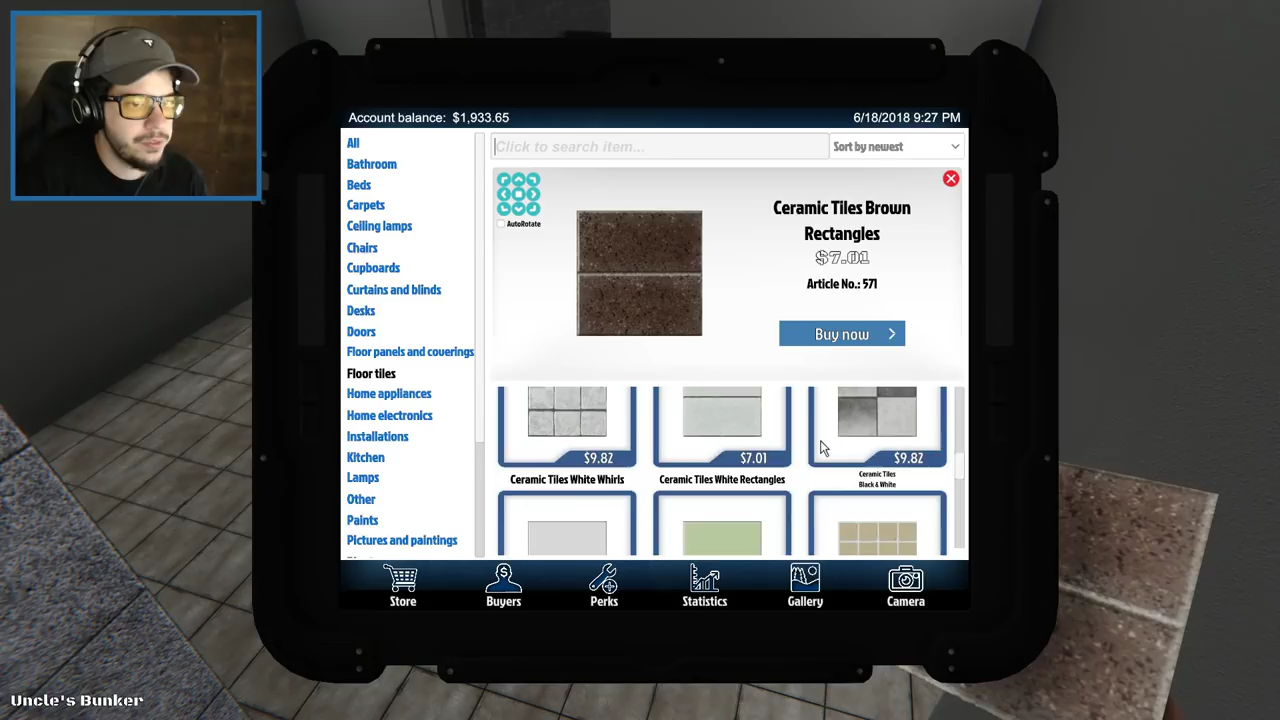 Account balance: $1,933.65
6/18/2018 9:27 PM
All
Bathroom
Beds
Carpets
Ceiling lamps
Chairs
Cupboards
Curtains and blinds
Desks
Doors
Floor panels and coverings
Floor tiles
Home appliances
Home electronics
Installations
Kitchen
Lamps
Other
Paints
Pictures and paintings
Click to search item...
Sort by newest
AutoRotate
Ceramic Tiles Brown
Rectangles
$7.01
Article No.: 571
Buy now
$9.82
$7.01
$9.82
Ceramic Tiles White Whirls
Ceramic Tiles White Rectangles
Ceramic Tiles
Black & White
Store
Buyers
Perks
Statistics
Gallery
Camera
Uncle's Bunker